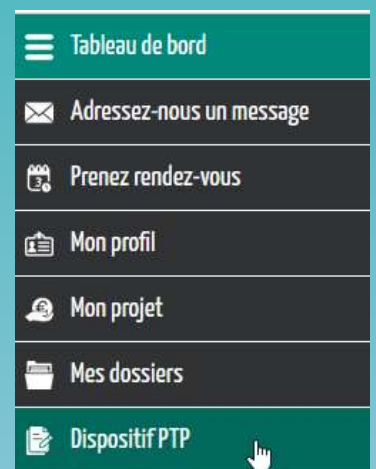 Tableau de bord
Adressez-nous un message
Prenez rendez-vous
Mon profil
Mon projet
Mes dossiers
Dispositif PTP